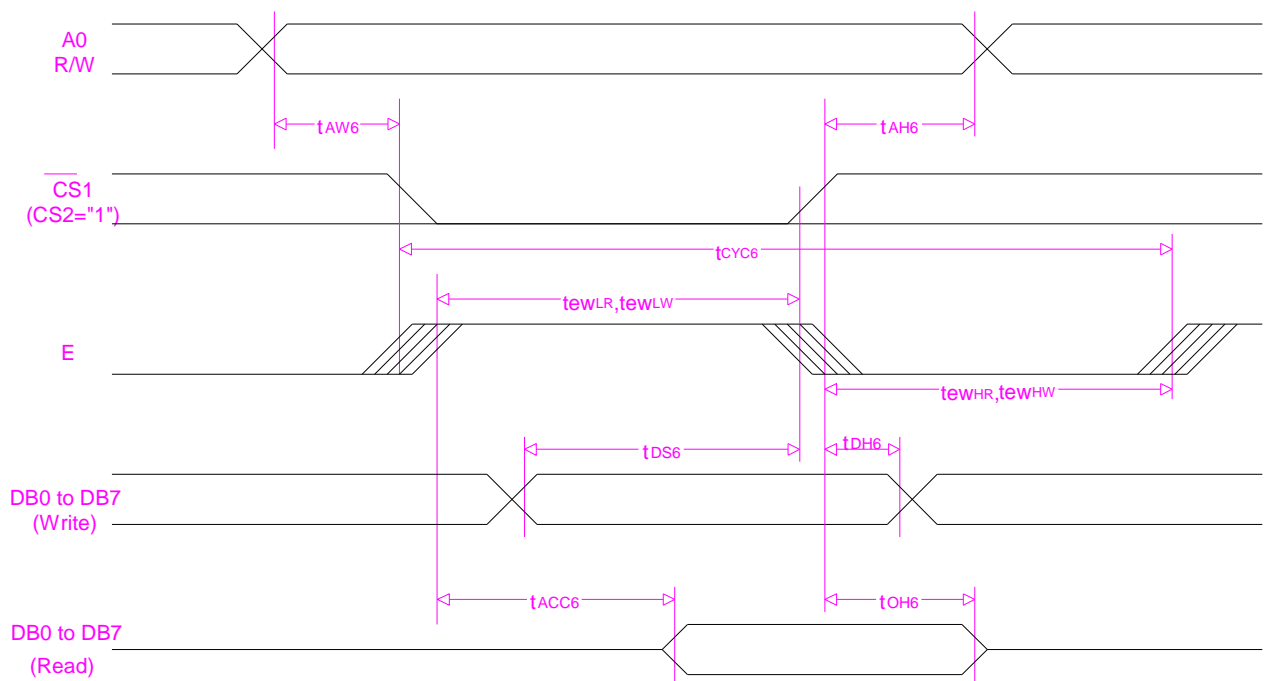 A0
R/W
tAW6
tAH6
CS1
(CS2="1")
tCYC6
tewLR,tewLW
E
tewHR,tewHW
tDS6
tDH6
DB0 to DB7
(Write)
tACC6
tOH6
DB0 to DB7
(Read)